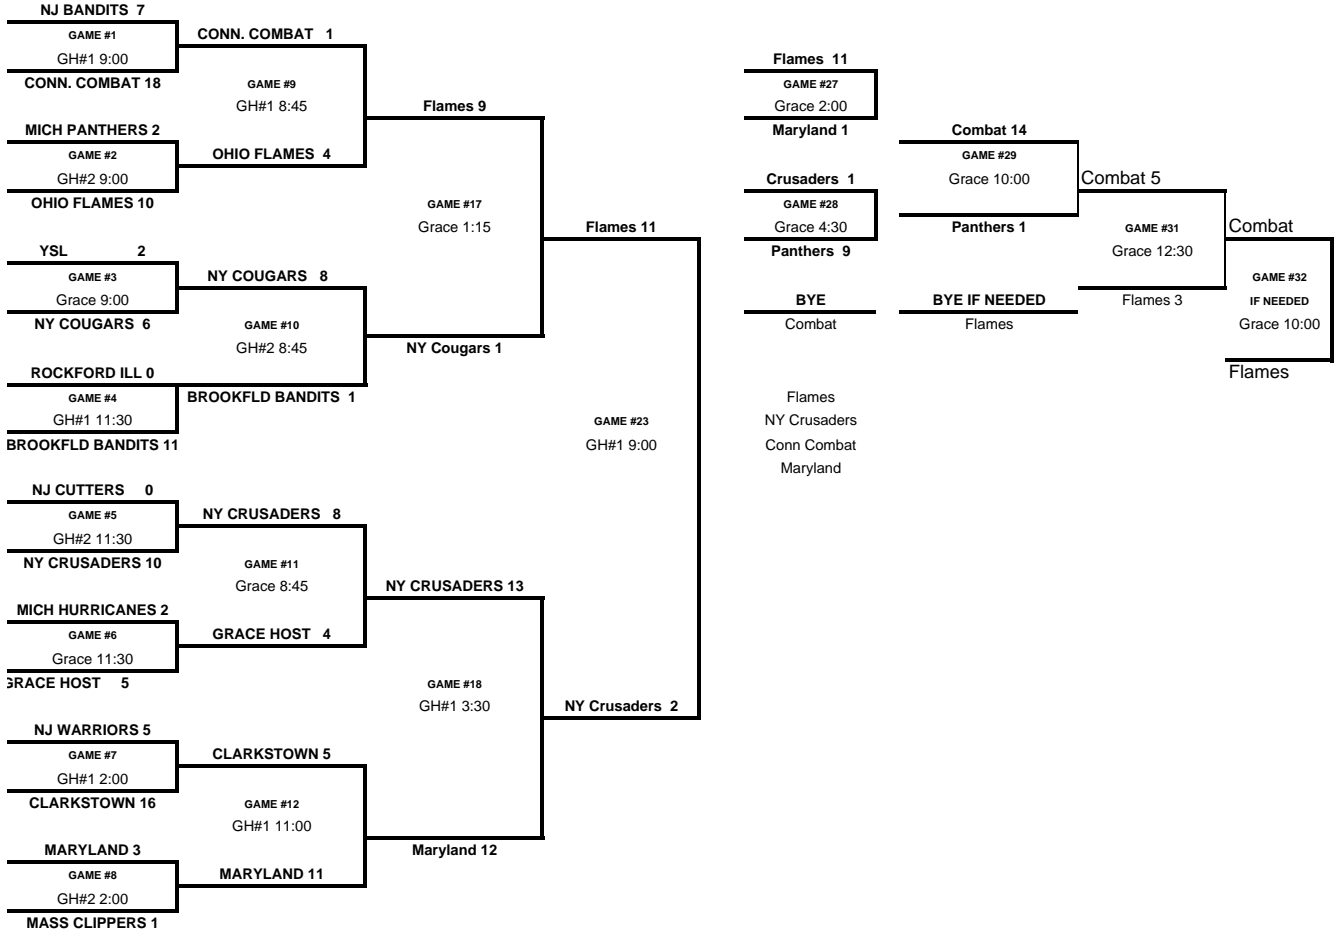 NJ BANDITS 7
GAME #1
GH#1 9:00
CONN. COMBAT 18
MICH PANTHERS 2
GAME #2
GH#2 9:00
OHIO FLAMES 10
YSL 2
GAME #3
Grace 9:00
NY COUGARS 6
ROCKFORD ILL 0
GAME #4
GH#1 11:30
BROOKFLD BANDITS 11
NJ CUTTERS 0
GAME #5
GH#2 11:30
NY CRUSADERS 10
MICH HURRICANES 2
GAME #6
Grace 11:30
GRACE HOST 5
NJ WARRIORS 5
GAME #7
GH#1 2:00
CLARKSTOWN 16
MARYLAND 3
GAME #8
GH#2 2:00
MASS CLIPPERS 1
CONN. COMBAT 1
GAME #9
GH#1 8:45
OHIO FLAMES 4
NY COUGARS 8
GAME #10
GH#2 8:45
BROOKFLD BANDITS 1
NY CRUSADERS 8
GAME #11
Grace 8:45
GRACE HOST 4
CLARKSTOWN 5
GAME #12
GH#1 11:00
MARYLAND 11
Flames 9
GAME #17
Grace 1:15
NY Cougars 1
NY CRUSADERS 13
GAME #18
GH#1 3:30
Maryland 12
Flames 11
GAME #23
GH#1 9:00
NY Crusaders 2
Flames 11
GAME #27
Grace 2:00
Maryland 1
Crusaders 1
GAME #28
Grace 4:30
Panthers 9
BYE
Combat
Flames
NY Crusaders
Conn Combat
Maryland
Combat 14
GAME #29
Grace 10:00
Panthers 1
BYE IF NEEDED
Flames
Combat 5
GAME #31
Grace 12:30
Flames 3
Combat
GAME #32
IF NEEDED
Grace 10:00
Flames